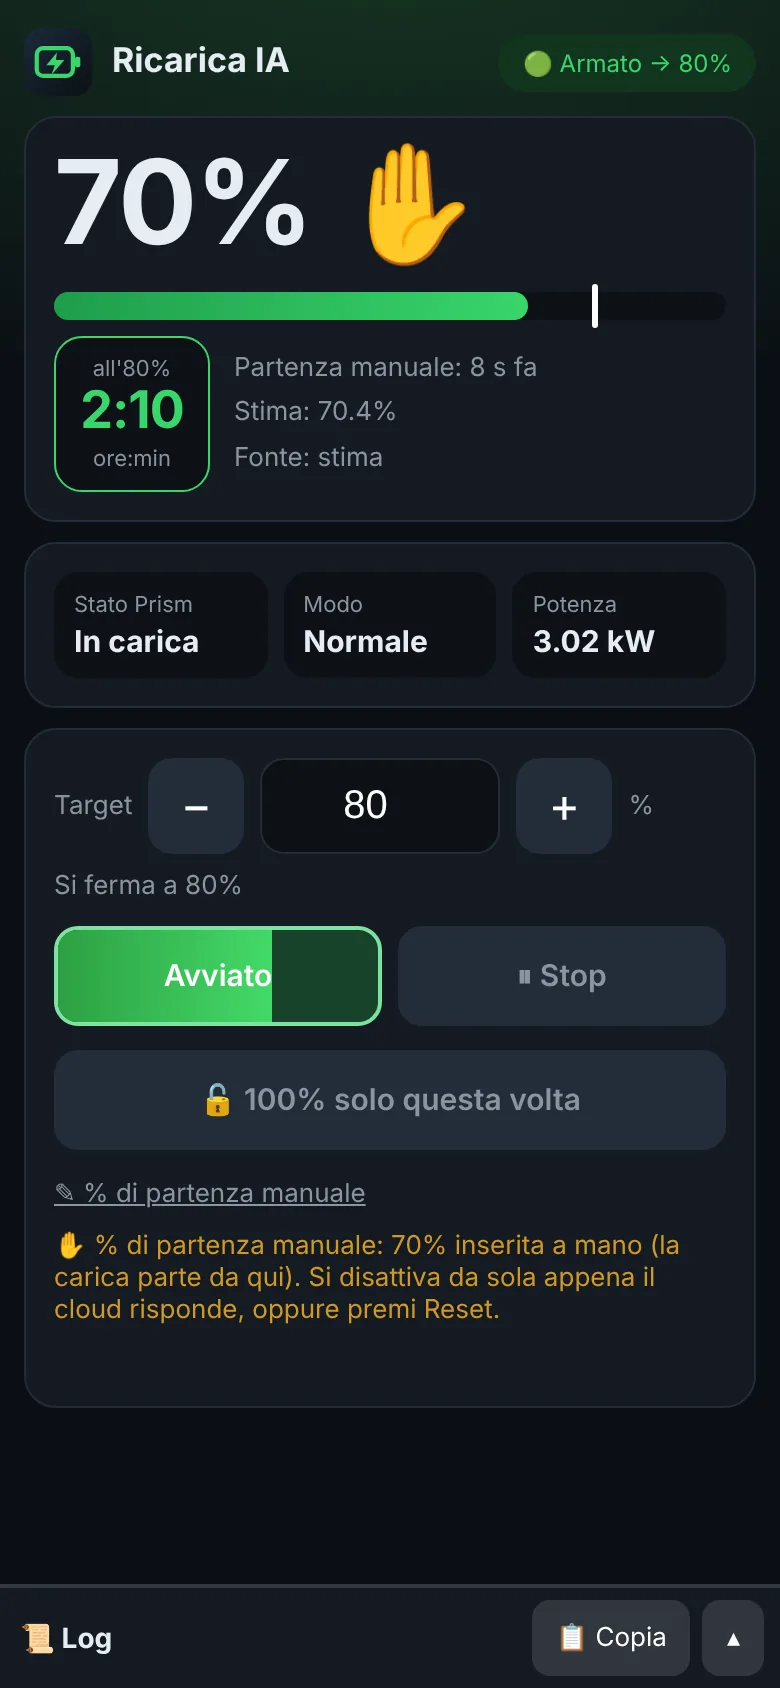 Ricarica IA
🟢 Armato → 80%
70% ✋
all'80%
2:10
ore:min
Partenza manuale: 8 s fa
Stima: 70.4%
Fonte: stima
Stato Prism
In carica
Modo
Normale
Potenza
3.02 kW
Target − 80 + %
Si ferma a 80%
Avviato
⏸ Stop
🔓 100% solo questa volta
✎ % di partenza manuale
✋ % di partenza manuale: 70% inserita a mano (la
carica parte da qui). Si disattiva da sola appena il
cloud risponde, oppure premi Reset.
📜 Log
📋 Copia
▲